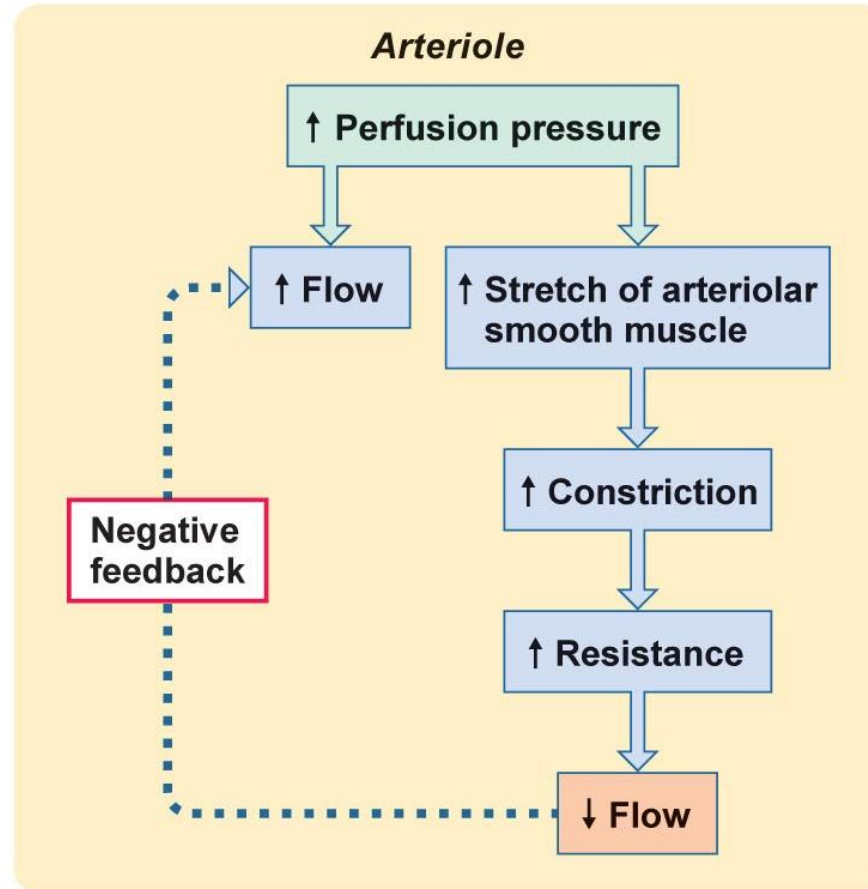 Arteriole
↑ Perfusion pressure
↑ Flow
↑ Stretch of arteriolar
smooth muscle
↑ Constriction
Negative
feedback
↑ Resistance
↓ Flow